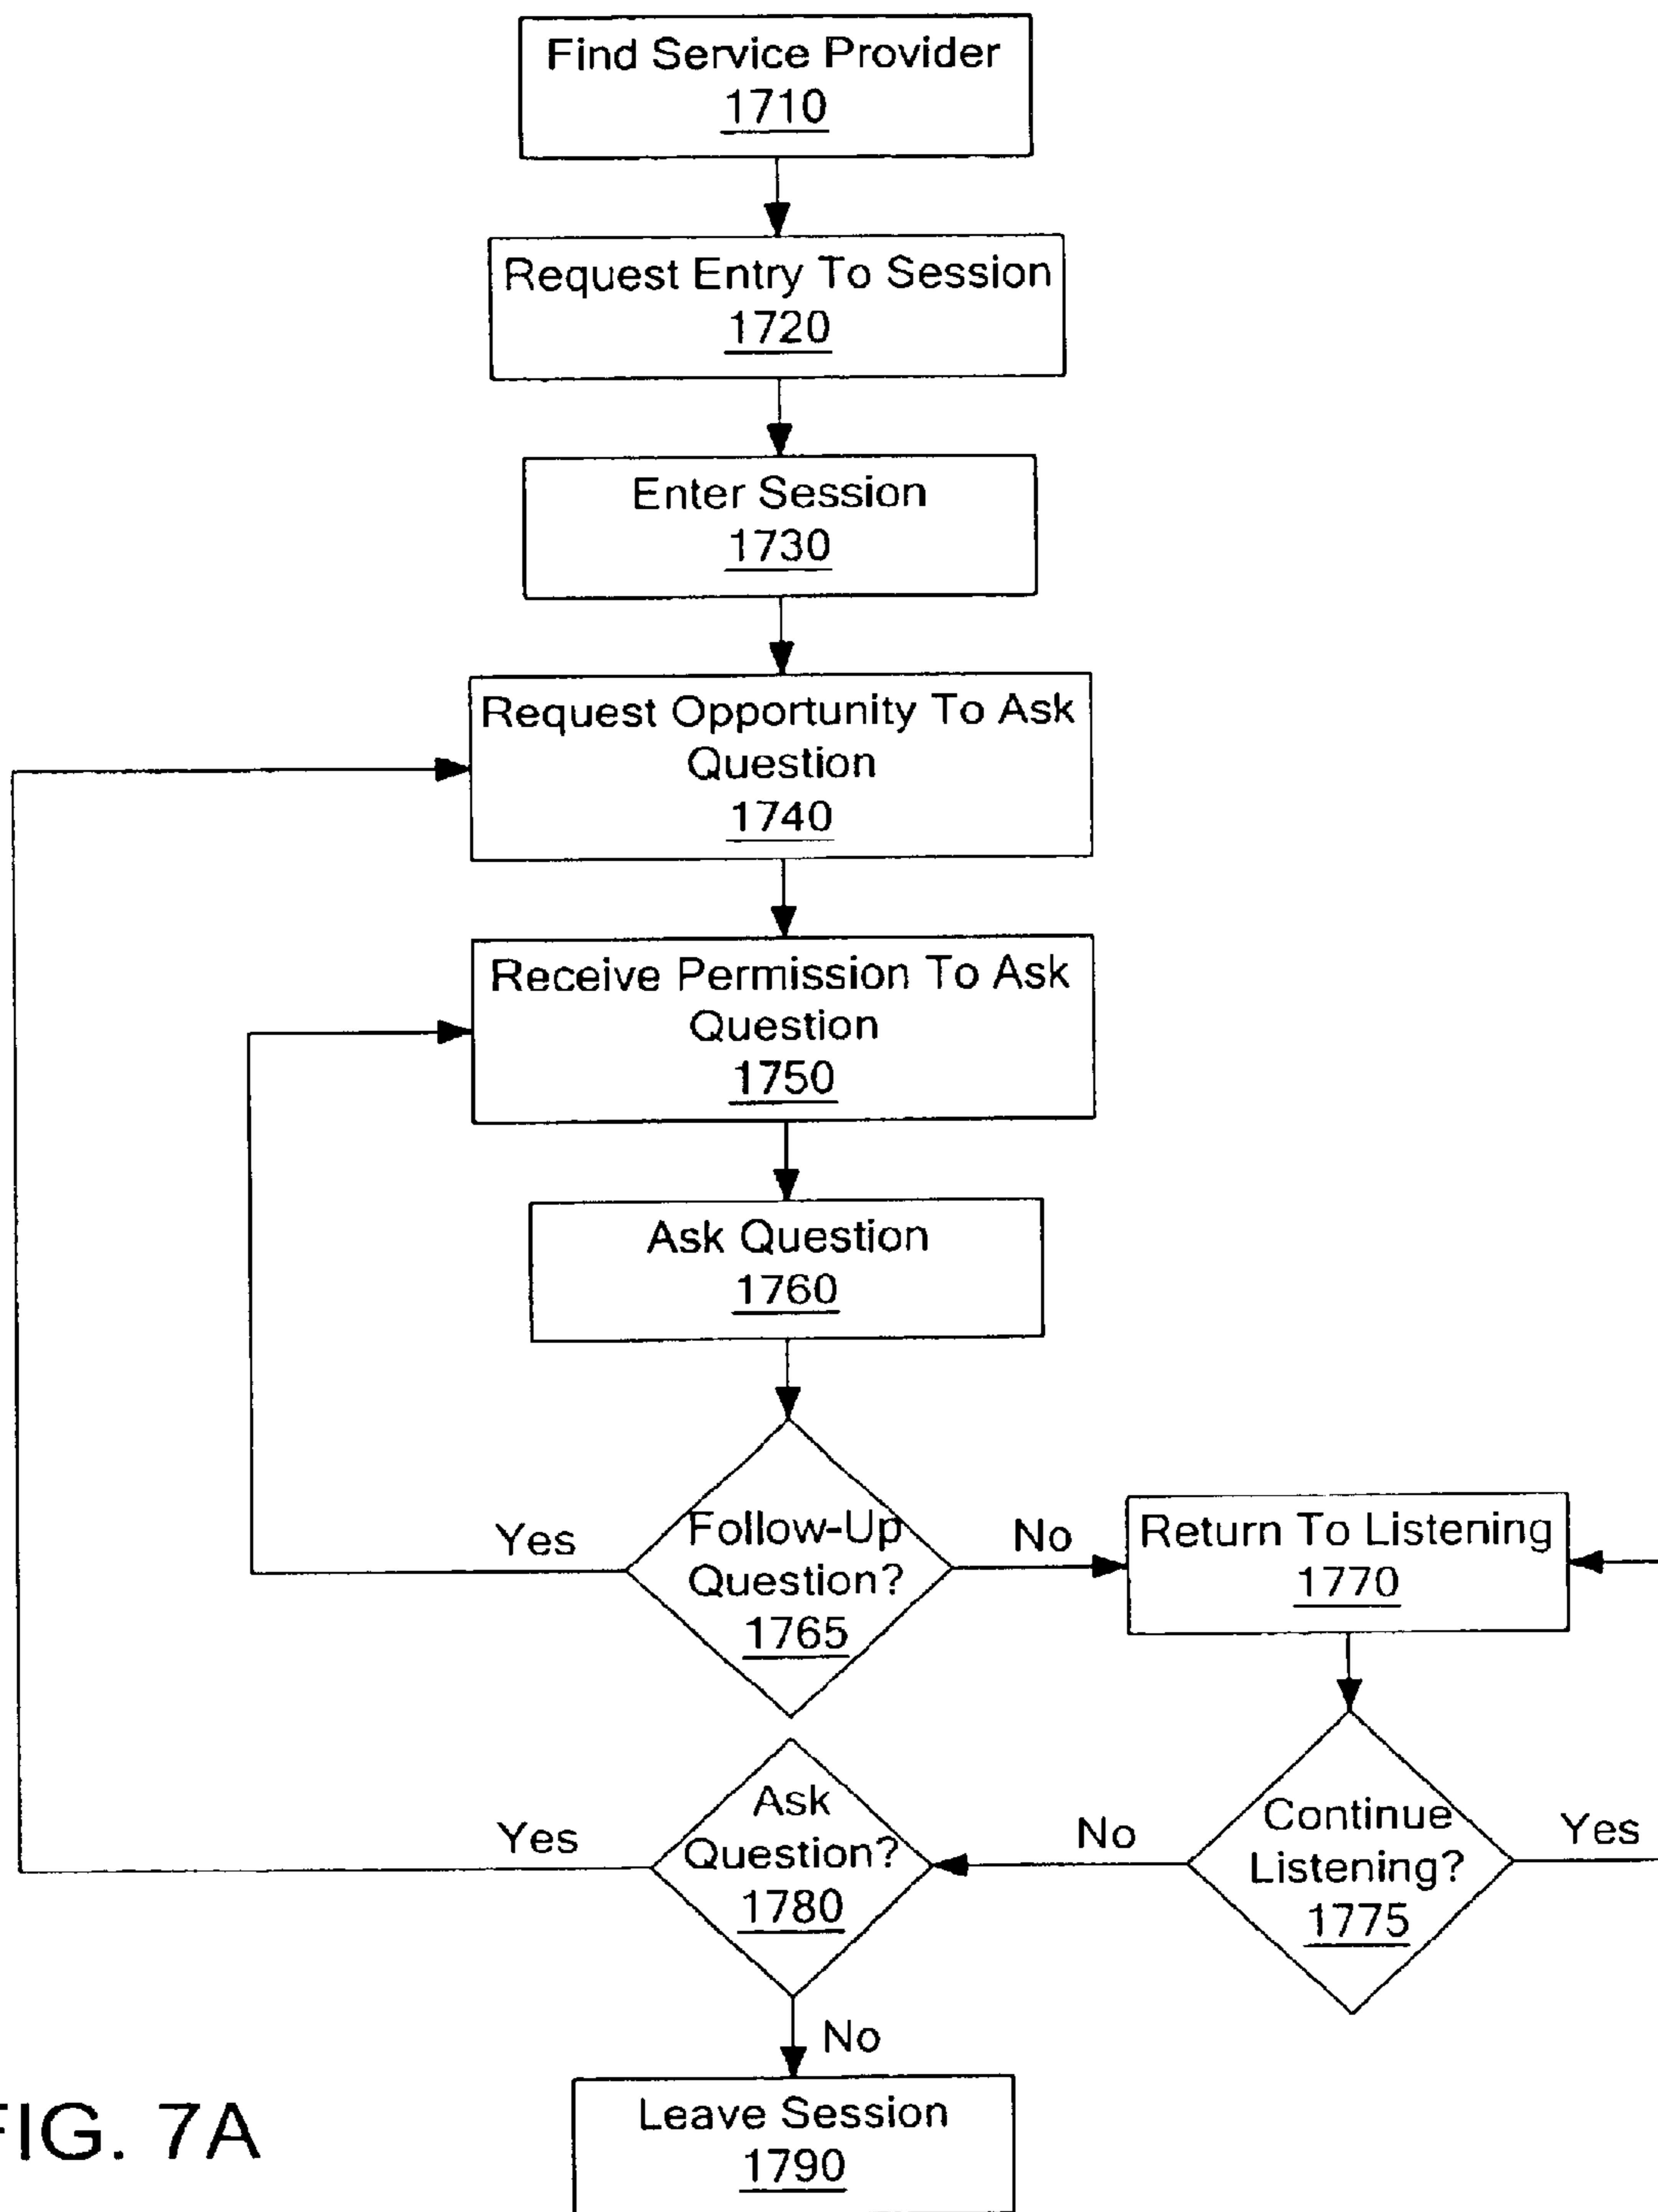 Find Service Provider
1710
Request Entry To Session
1720
Enter Session
1730
Request Opportunity To Ask
Question
1740
Receive Permission To Ask
Question
1750
Ask Question
1760
Follow-Up
Question?
1765
Yes
No
Return To Listening
1770
Continue
Listening?
1775
Yes
No
Ask
Question?
1780
Yes
No
Leave Session
1790
FIG. 7A